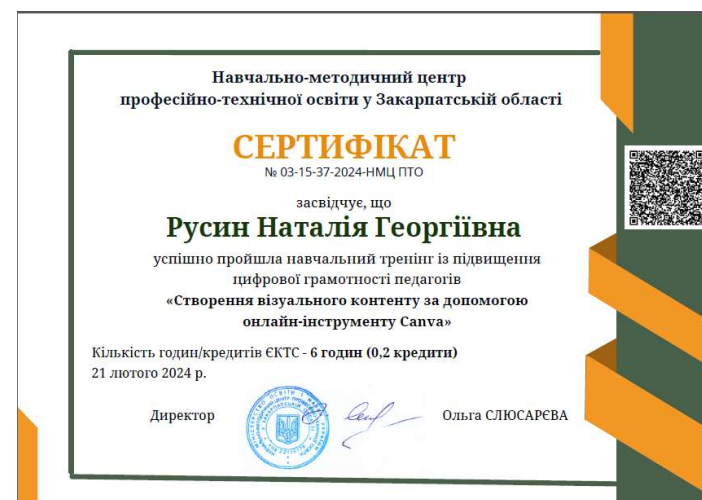 Навчально-методичний центр
професійно-технічної освіти у Закарпатській області
СЕРТИФІКАТ
№ 03-15-37-2024-НМЦ ПТО
засвідчує, що
Русин Наталія Георгіївна
успішно пройшла навчальний тренінг із підвищення
цифрової грамотності педагогів
«Створення візуального контенту за допомогою
онлайн-інструменту Canva»
Кількість годин/кредитів ЄКТС - 6 годин (0,2 кредити)
21 лютого 2024 р.
Директор
Ольга СЛЮСАРЄВА